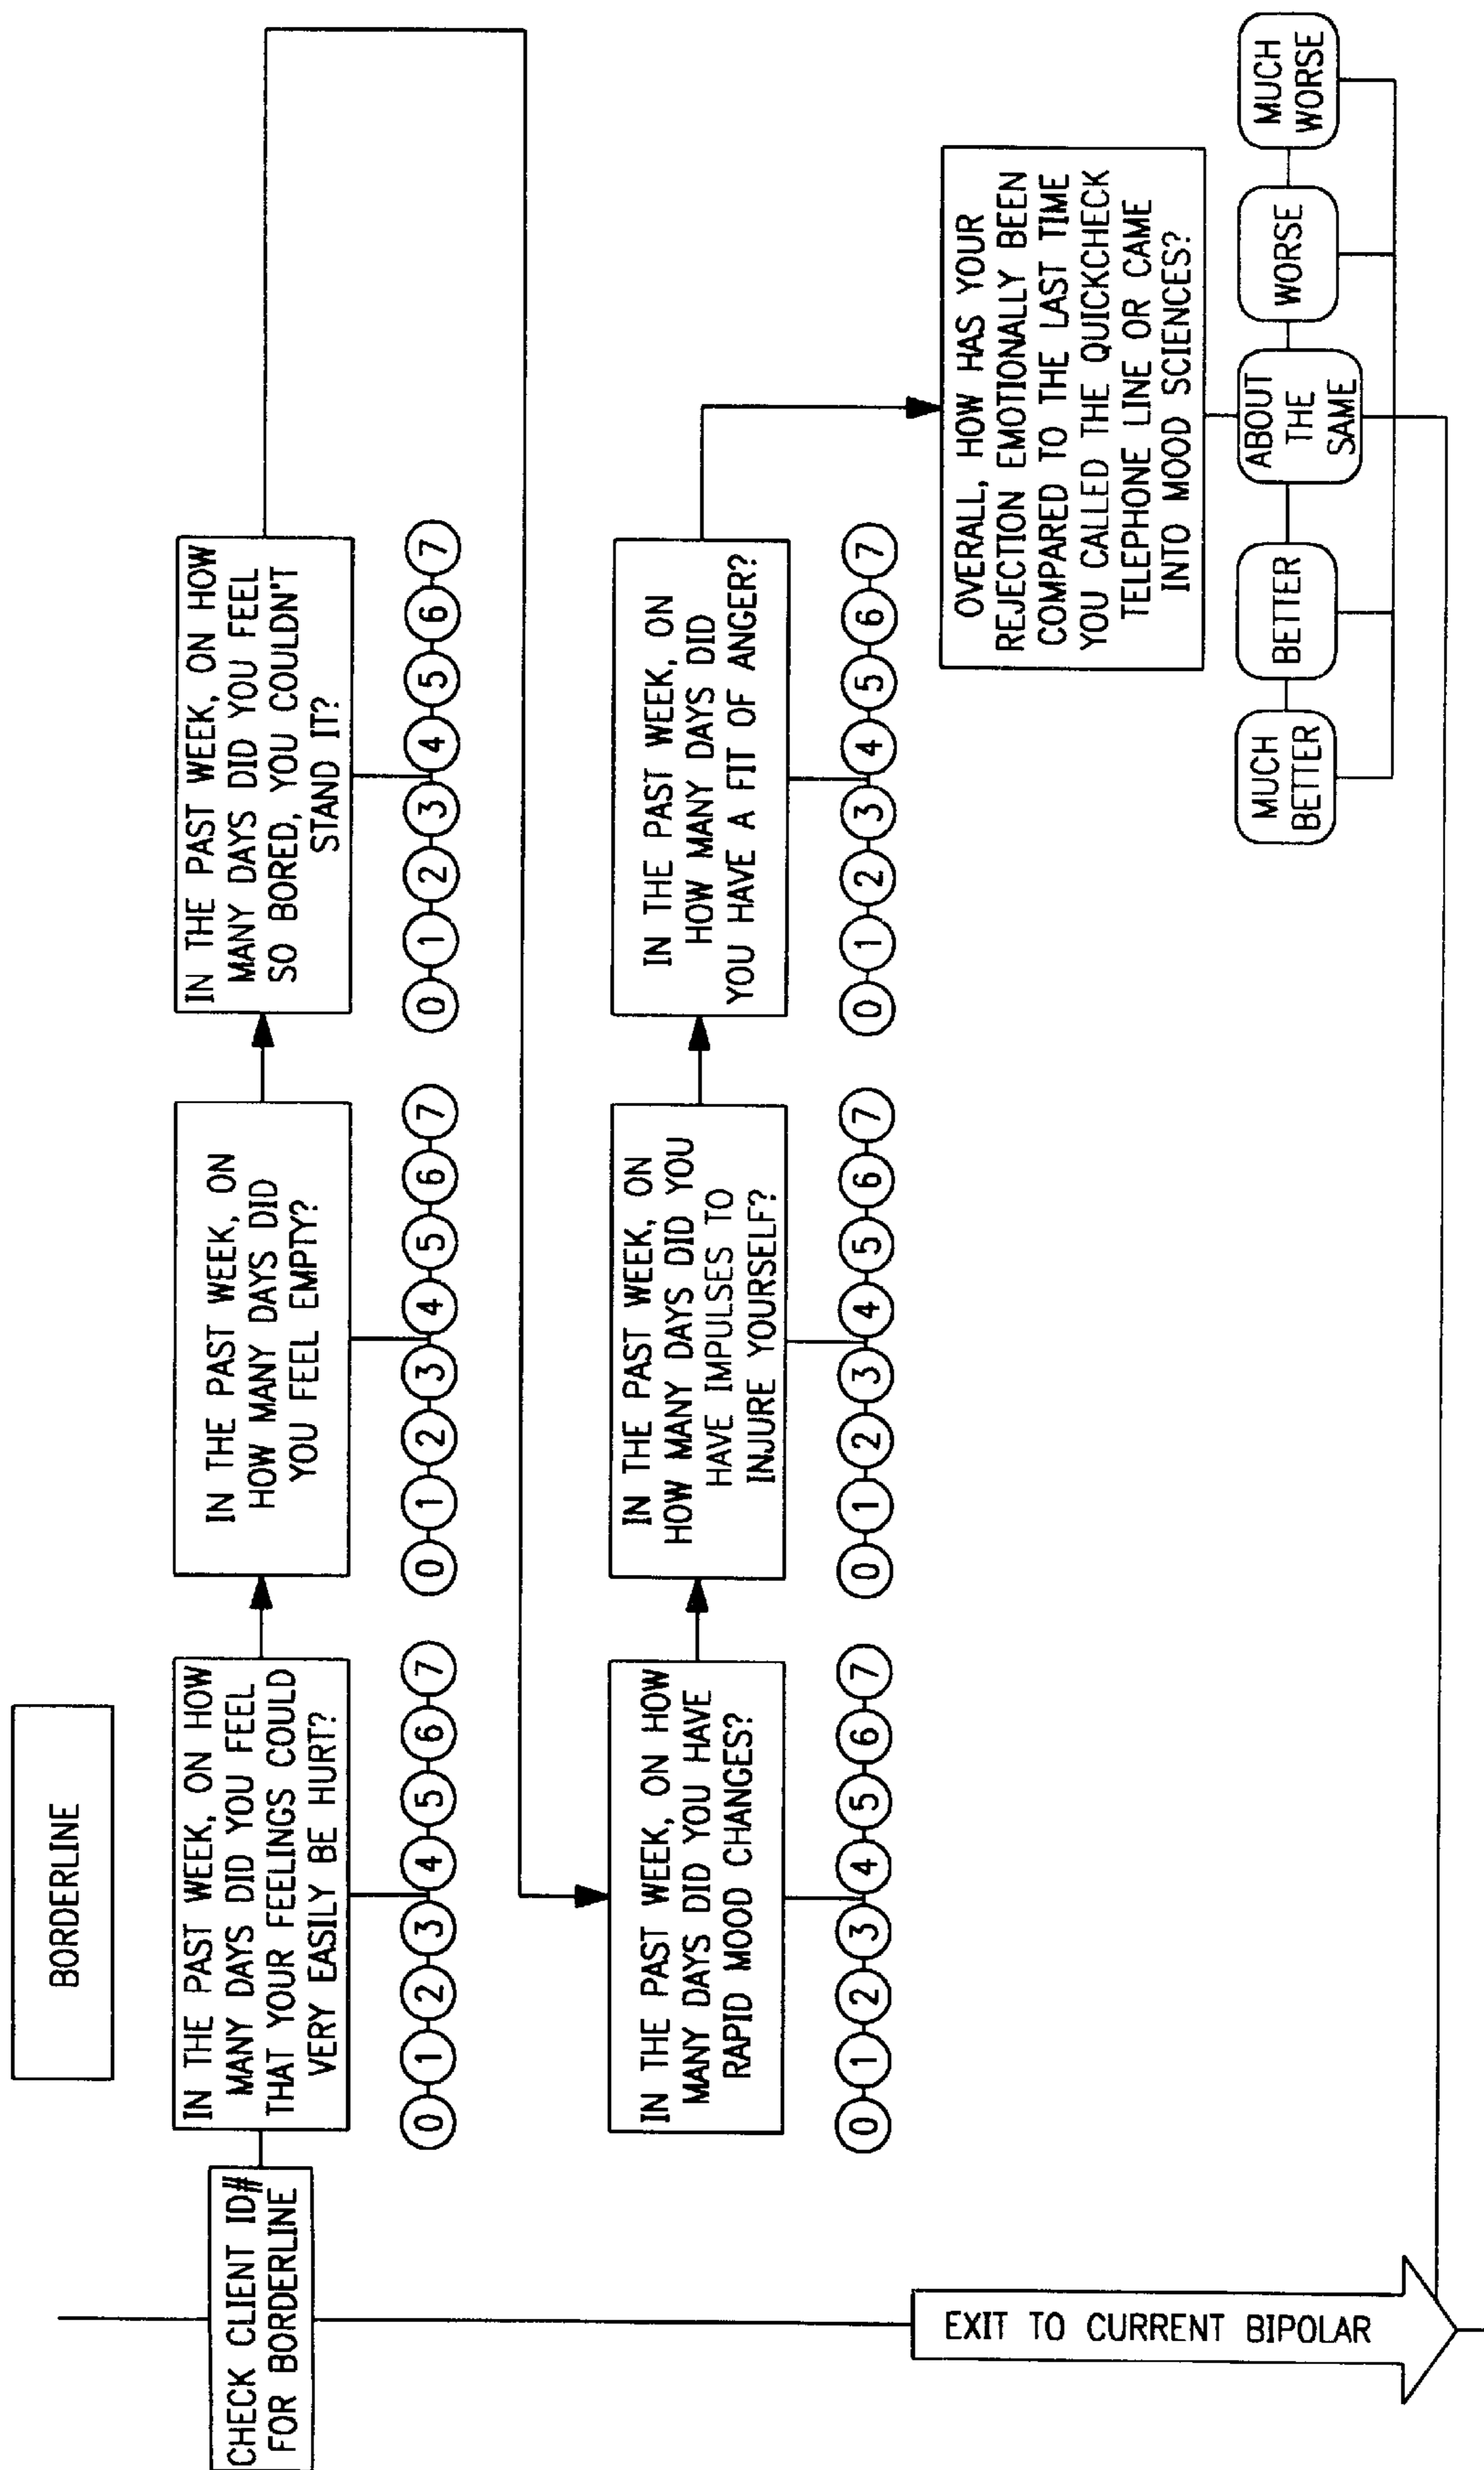 BORDERLINE
CHECK CLIENT ID#
FOR BORDERLINE
IN THE PAST WEEK, ON HOW
MANY DAYS DID YOU FEEL
THAT YOUR FEELINGS COULD
VERY EASILY BE HURT?
0 1 2 3 4 5 6 7
IN THE PAST WEEK, ON
HOW MANY DAYS DID
YOU FEEL EMPTY?
0 1 2 3 4 5 6 7
IN THE PAST WEEK, ON HOW
MANY DAYS DID YOU FEEL
SO BORED, YOU COULDN'T
STAND IT?
0 1 2 3 4 5 6 7
IN THE PAST WEEK, ON HOW
MANY DAYS DID YOU HAVE
RAPID MOOD CHANGES?
0 1 2 3 4 5 6 7
IN THE PAST WEEK, ON
HOW MANY DAYS DID YOU
HAVE IMPULSES TO
INJURE YOURSELF?
0 1 2 3 4 5 6 7
IN THE PAST WEEK, ON
HOW MANY DAYS DID
YOU HAVE A FIT OF ANGER?
0 1 2 3 4 5 6 7
OVERALL, HOW HAS YOUR
REJECTION EMOTIONALLY BEEN
COMPARED TO THE LAST TIME
YOU CALLED THE QUICKCHECK
TELEPHONE LINE OR CAME
INTO MOOD SCIENCES?
MUCH
BETTER
BETTER
ABOUT
THE
SAME
WORSE
MUCH
WORSE
EXIT TO CURRENT BIPOLAR